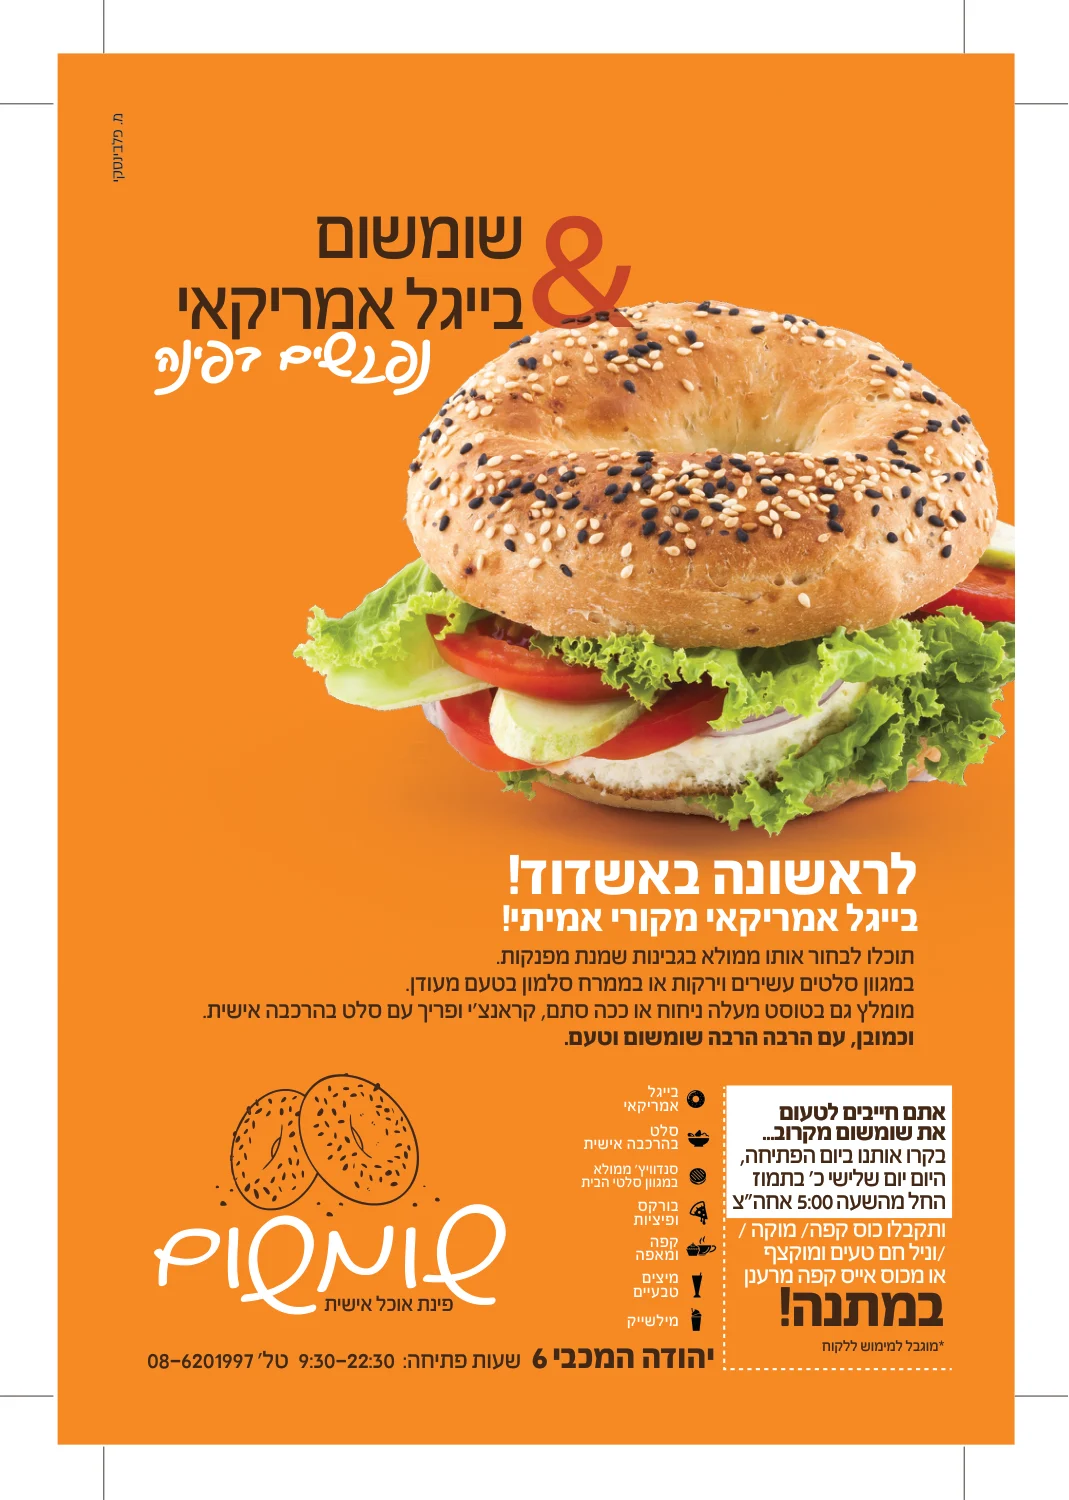 מ. פלבינסקי
שומשום
&
בייגל אמריקאי
נפגשים בפינה
לראשונה באשדוד!
בייגל אמריקאי מקורי אמיתי!
תוכלו לבחור אותו ממולא בגבינות שמנת מפנקות.
במגוון סלטים עשירים וירקות או בממרח סלמון בטעם מעודן.
מומלץ גם בטוסט מעלה ניחוח או ככה סתם, קראנצ'י ופריך עם סלט בהרכבה אישית.
וכמובן, עם הרבה הרבה שומשום וטעם.
אתם חייבים לטעום
את שומשום מקרוב...
בקרו אותנו ביום הפתיחה,
היום יום שלישי כ' בתמוז
החל מהשעה 5:00 אחה"צ
ותקבלו כוס קפה/ מוקה /
/וניל חם טעים ומוקצף
או מכוס אייס קפה מרענן
במתנה!
*מוגבל למימוש ללקוח
בייגל
אמריקאי
סלט
בהרכבה אישית
סנדוויץ' ממולא
במגוון סלטי הבית
בורקס
ופיציות
קפה
ומאפה
מיצים
טבעיים
מילשייק
שומשום
פינת אוכל אישית
יהודה המכבי 6 שעות פתיחה: 9:30-22:30 טל' 08-6201997